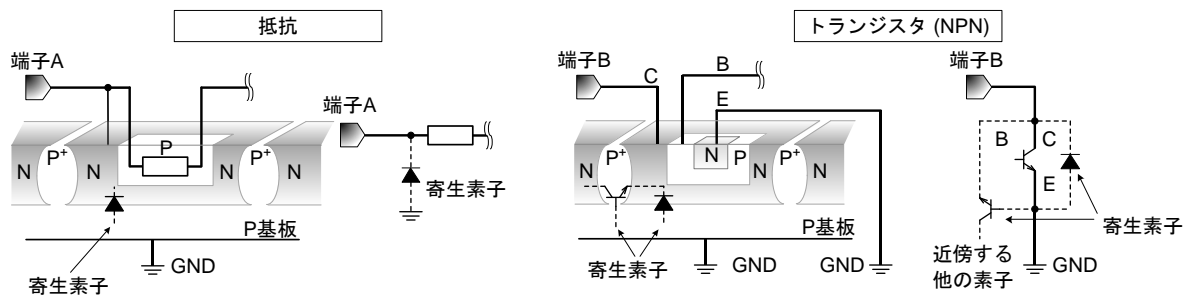 抵抗
トランジスタ (NPN)
端子A
N
P+
N
P
N
P+
N
P基板
寄生素子
GND
端子A
寄生素子
端子B
C
B
E
N
P+
N
N
P
N
P+
N
P基板
寄生素子
GND
GND
端子B
B
C
E
寄生素子
近傍する
他の素子
GND